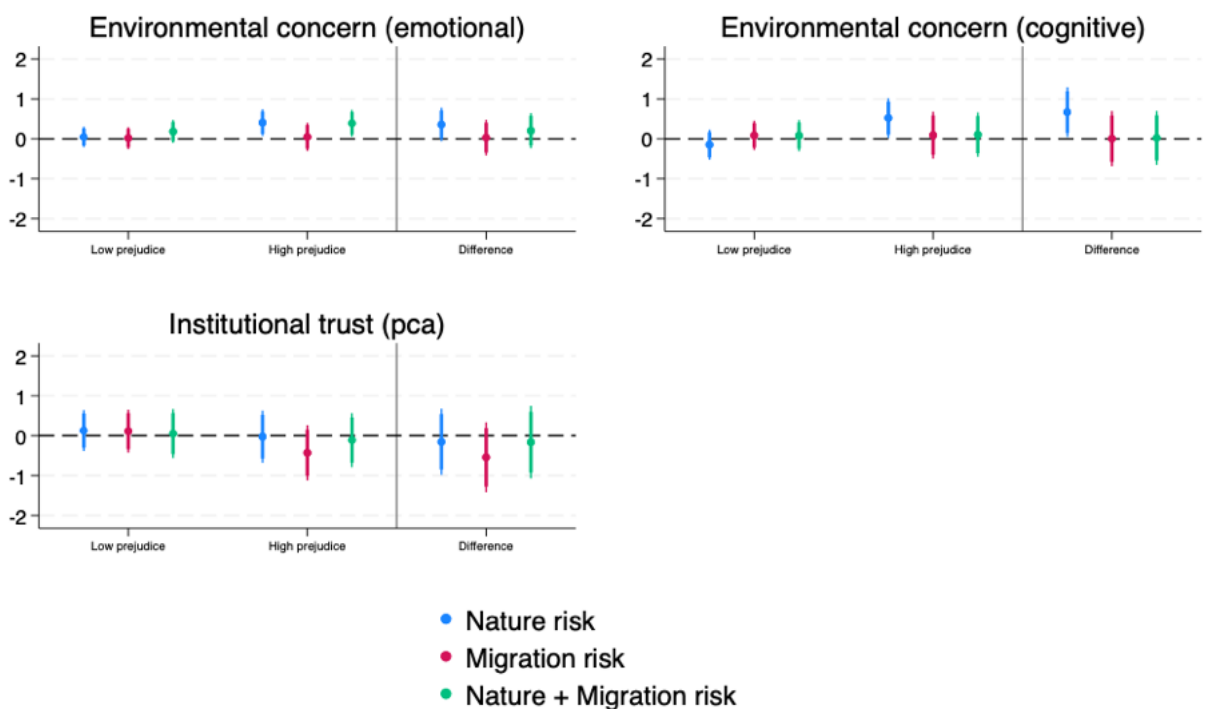 Environmental concern (emotional)
2
1
0
-1
-2
Low prejudice
High prejudice
Difference
Environmental concern (cognitive)
2
1
0
-1
-2
Low prejudice
High prejudice
Difference
Institutional trust (pca)
2
1
0
-1
-2
Low prejudice
High prejudice
Difference
Nature risk
Migration risk
Nature + Migration risk